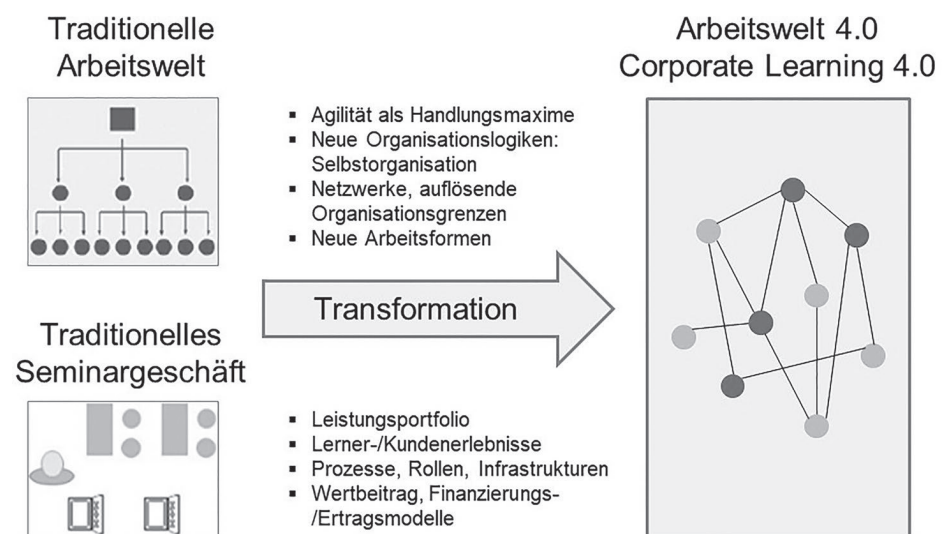 Traditionelle
Arbeitswelt
Arbeitswelt 4.0
Corporate Learning 4.0
▪ Agilität als Handlungsmaxime
▪ Neue Organisationslogiken:
Selbstorganisation
▪ Netzwerke, auflösende
Organisationsgrenzen
▪ Neue Arbeitsformen
Transformation
Traditionelles
Seminargeschäft
▪ Leistungsportfolio
▪ Lerner-/Kundenerlebnisse
▪ Prozesse, Rollen, Infrastrukturen
▪ Wertbeitrag, Finanzierungs-
/Ertragsmodelle